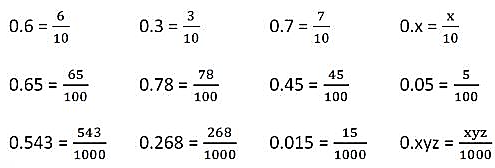 0.6 = 6/10 0.3 = 3/10 0.7 = 7/10 0.x = x/10
0.65 = 65/100 0.78 = 78/100 0.45 = 45/100 0.05 = 5/100
0.543 = 543/1000 0.268 = 268/1000 0.015 = 15/1000 0.xyz = xyz/1000